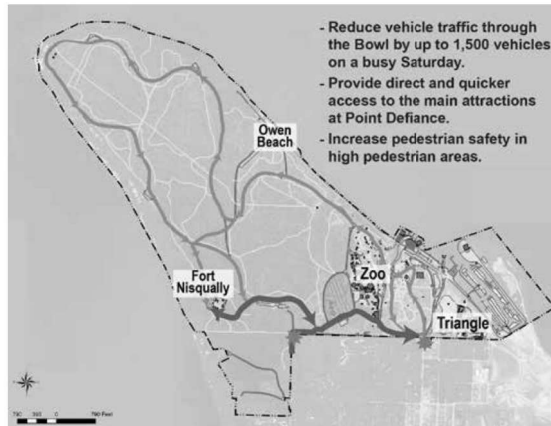 - Reduce vehicle traffic through
the Bowl by up to 1,500 vehicles
on a busy Saturday.
- Provide direct and quicker
access to the main attractions
at Point Defiance.
- Increase pedestrian safety in
high pedestrian areas.
Owen
Beach
Zoo
Fort
Nisqually
Triangle
0